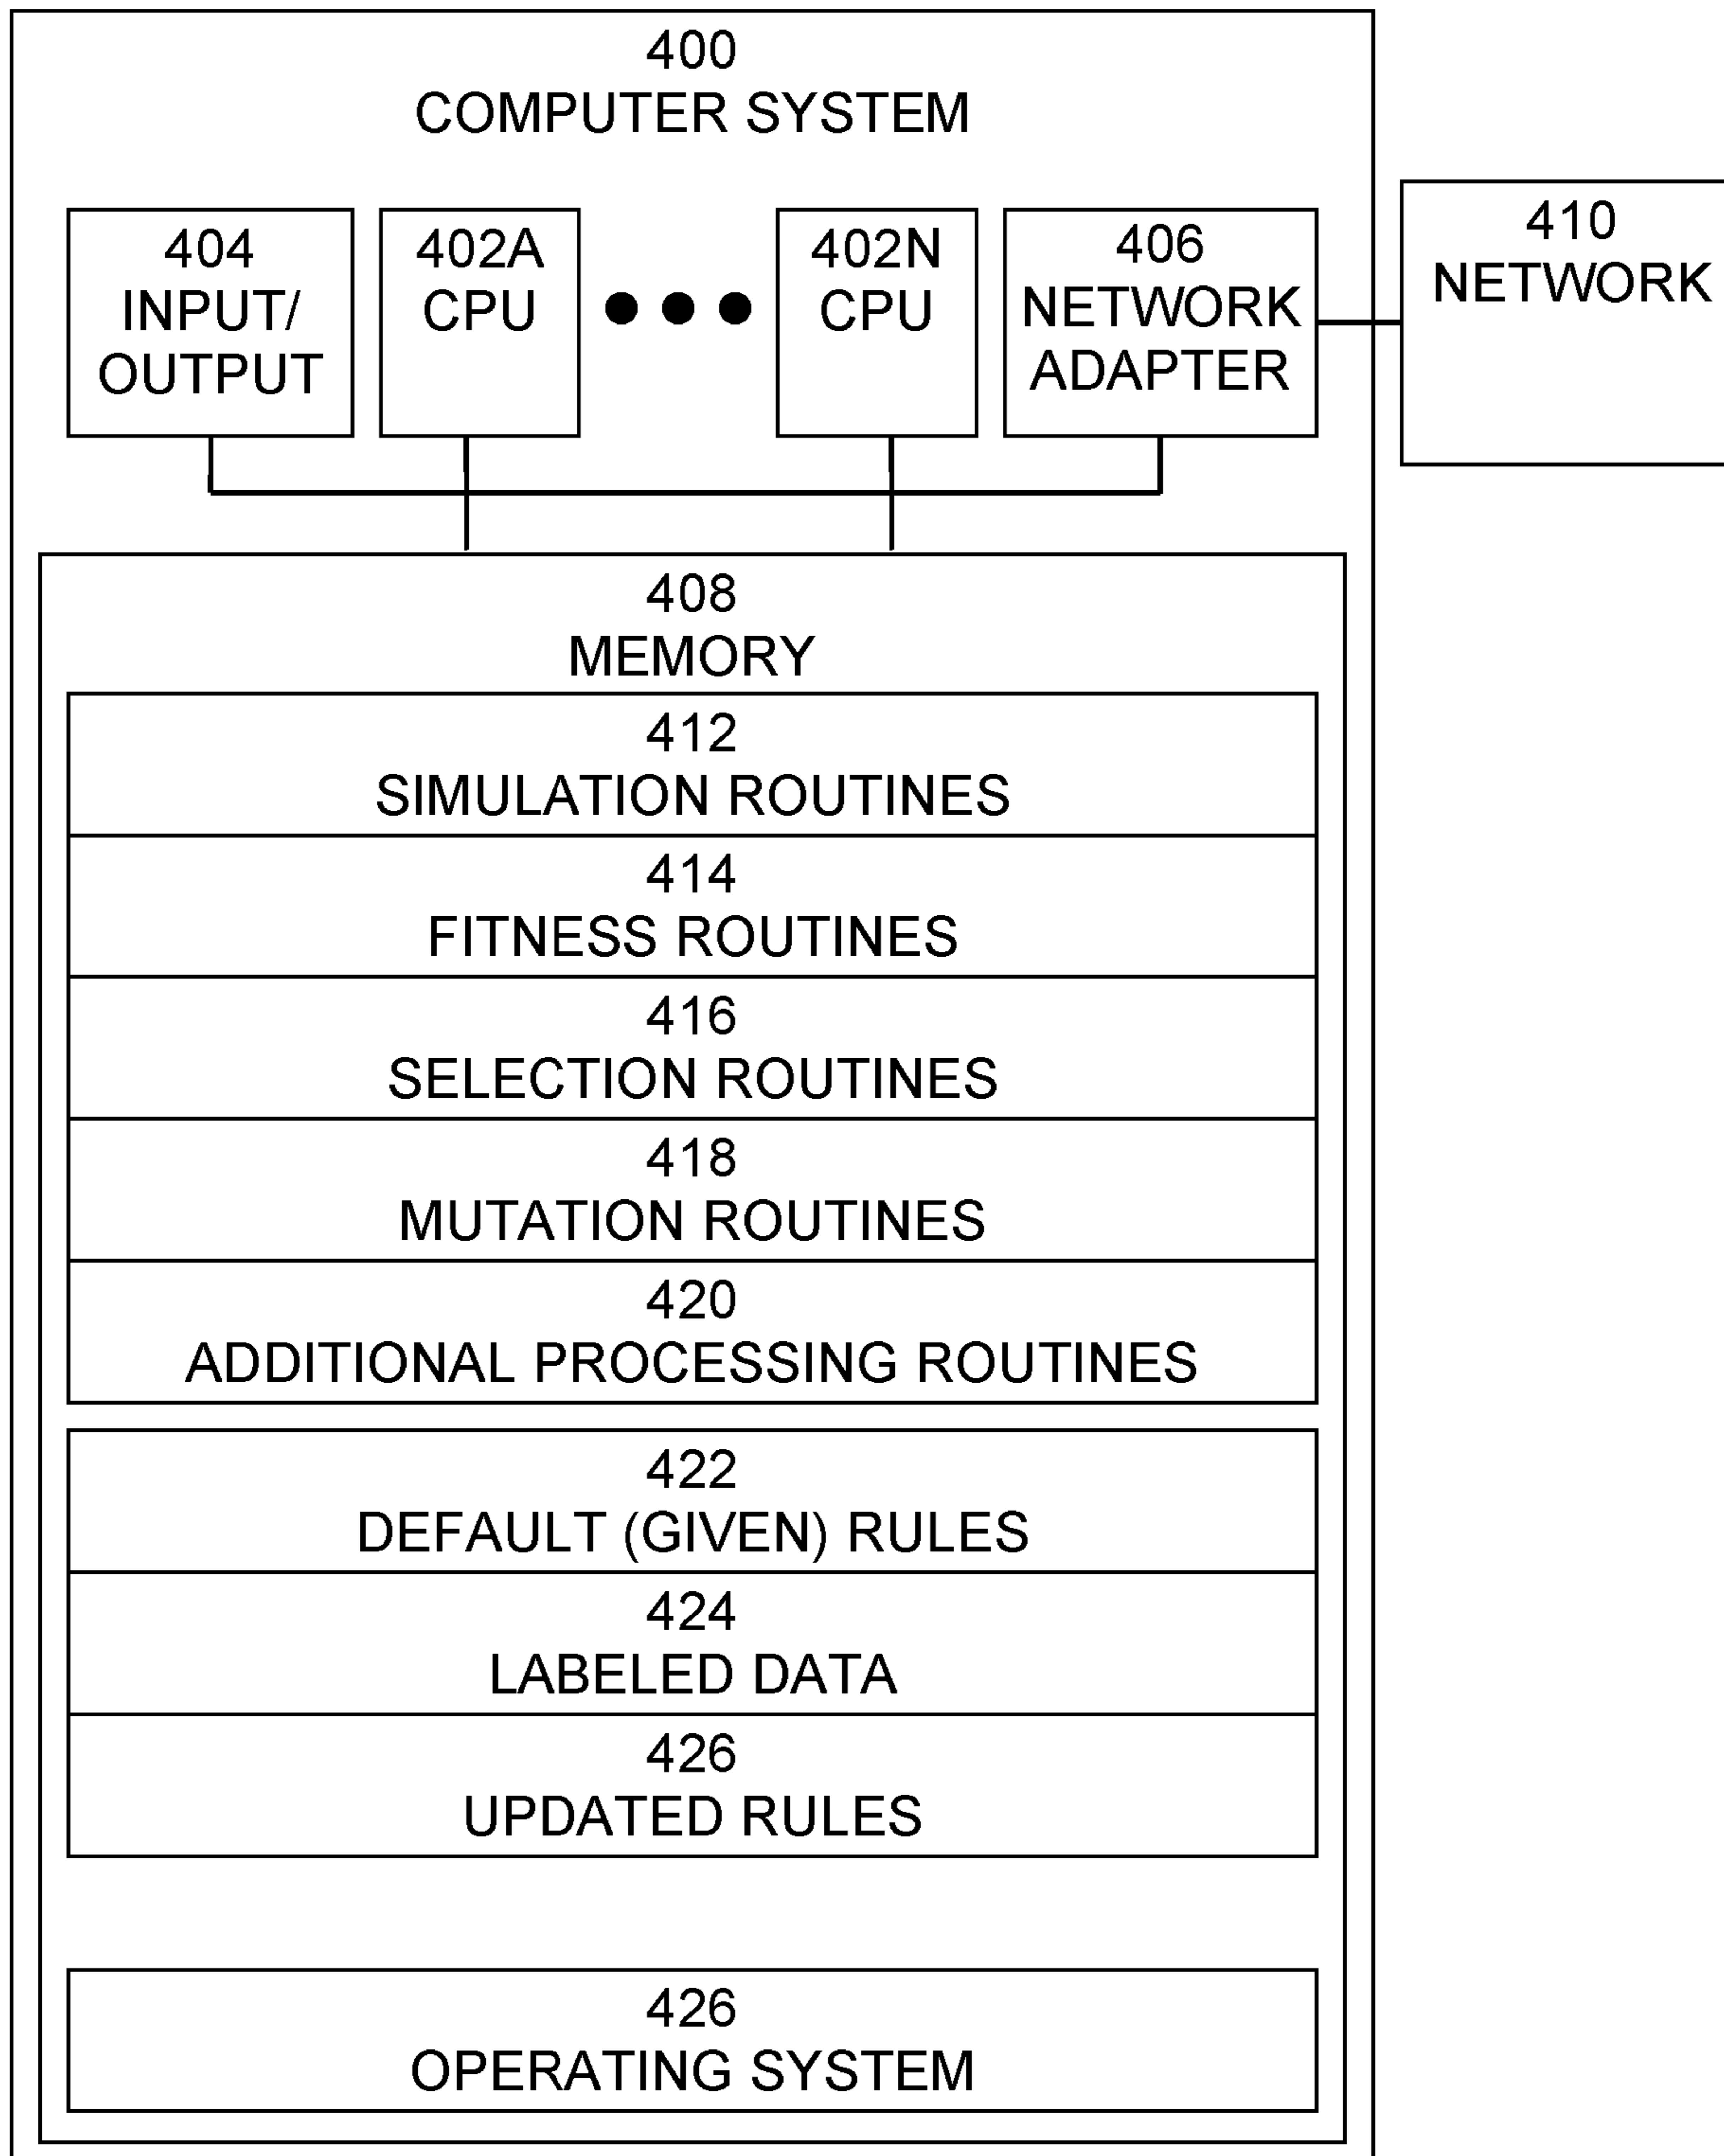 400
COMPUTER SYSTEM
404
INPUT/
OUTPUT
402A
CPU
402N
CPU
406
NETWORK
ADAPTER
410
NETWORK
408
MEMORY
412
SIMULATION ROUTINES
414
FITNESS ROUTINES
416
SELECTION ROUTINES
418
MUTATION ROUTINES
420
ADDITIONAL PROCESSING ROUTINES
422
DEFAULT (GIVEN) RULES
424
LABELED DATA
426
UPDATED RULES
426
OPERATING SYSTEM